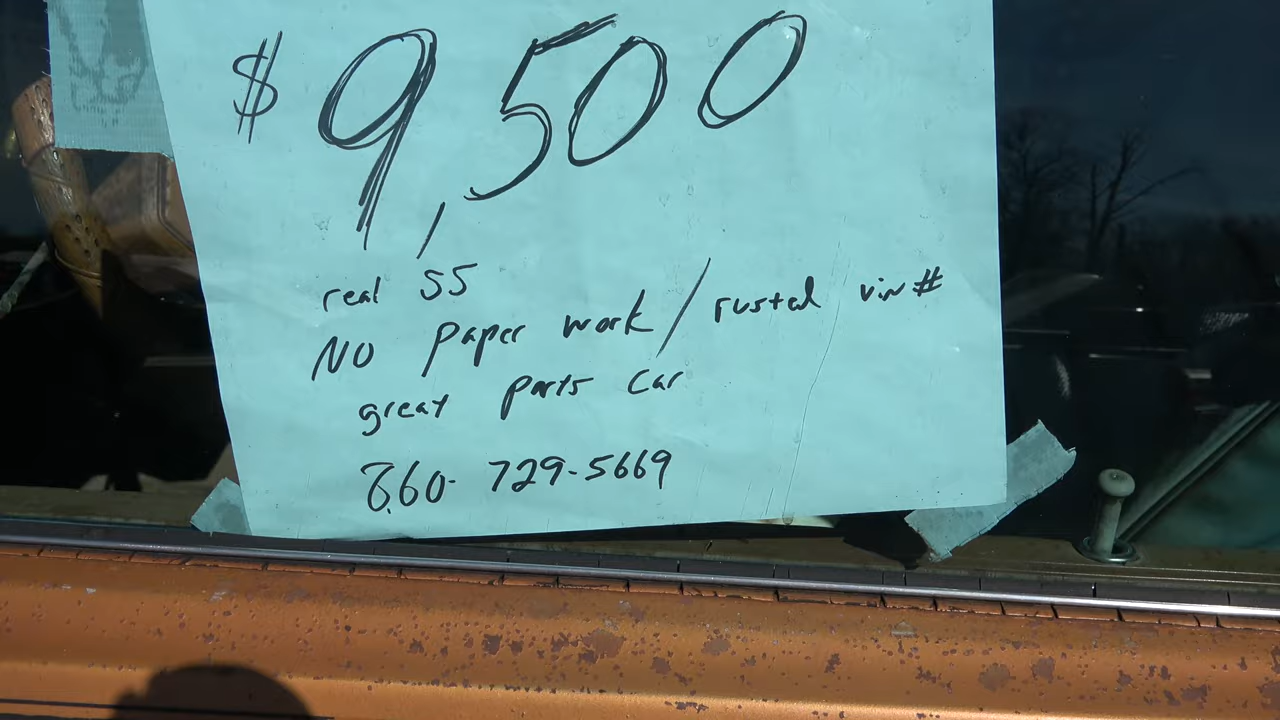 $9,500
real SS
NO paper work / rusted vin #
great parts car
860-729-5669